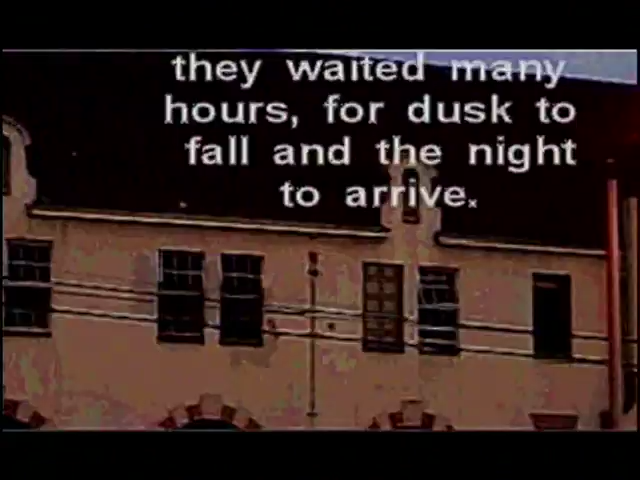 they waited many
hours, for dusk to
fall and the night
to arrive.